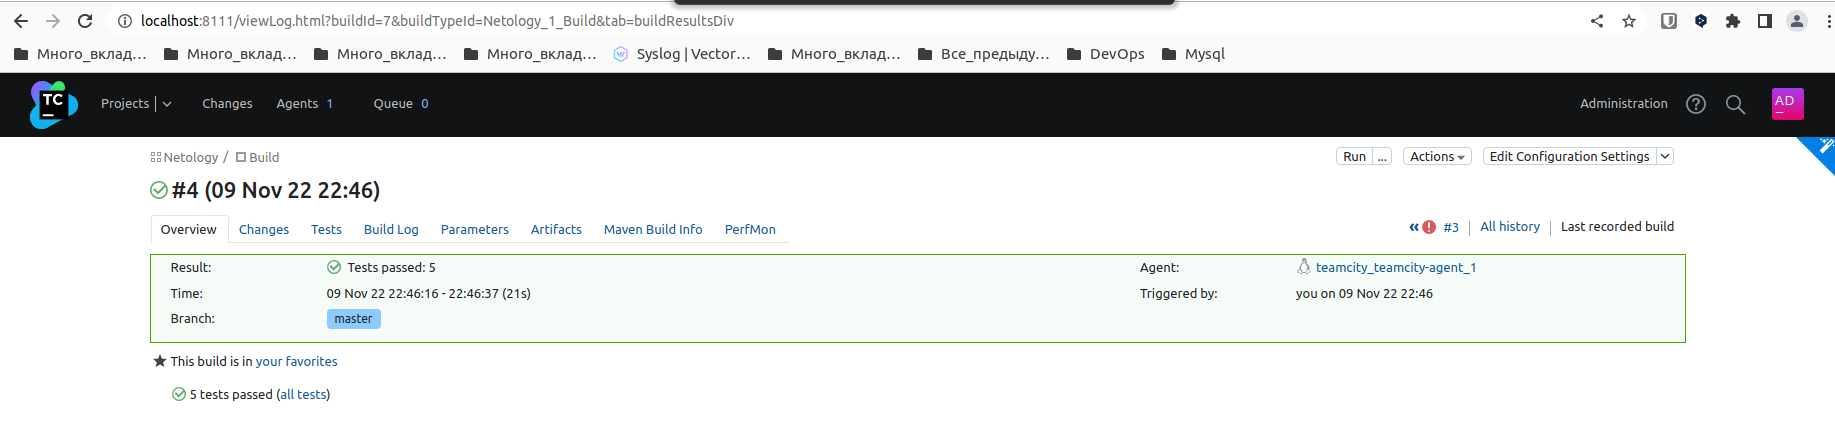 localhost:8111/viewLog.html?buildId=7&buildTypeId=Netology_1_Build&tab=buildResultsDiv
Много_вклад... Много_вклад... Много_вклад... Много_вклад... Syslog | Vector... Много_вклад... Все_предыду... DevOps Mysql
TC Projects Changes Agents 1 Queue 0 Administration AD
Netology / Build Run ... Actions Edit Configuration Settings
#4 (09 Nov 22 22:46)
Overview Changes Tests Build Log Parameters Artifacts Maven Build Info PerfMon « #3 All history Last recorded build
Result: Tests passed: 5 Agent: teamcity_teamcity-agent_1
Time: 09 Nov 22 22:46:16 - 22:46:37 (21s) Triggered by: you on 09 Nov 22 22:46
Branch: master
This build is in your favorites
5 tests passed (all tests)